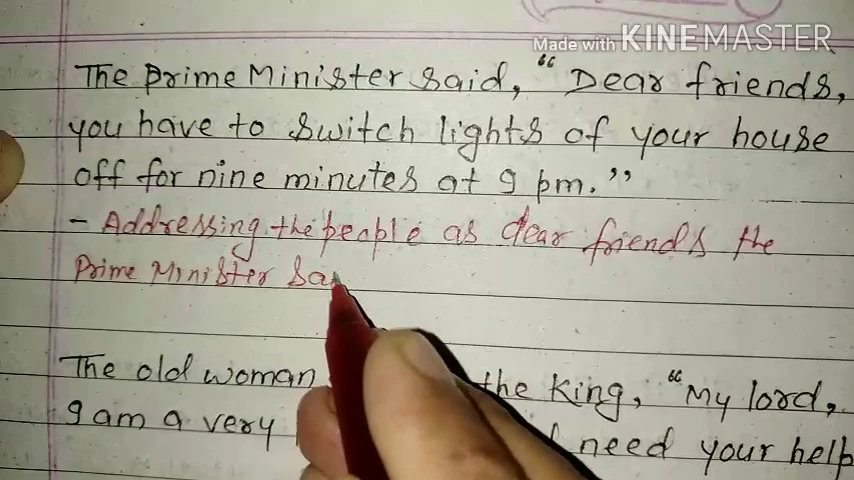 Made with KINEMASTER
The Prime Minister said, “Dear friends,
you have to switch lights of your house
off for nine minutes at 9 pm.”
- Addressing the people as dear friends the
Prime Minister sa
The old woman the King, “My lord,
I am a very need your help